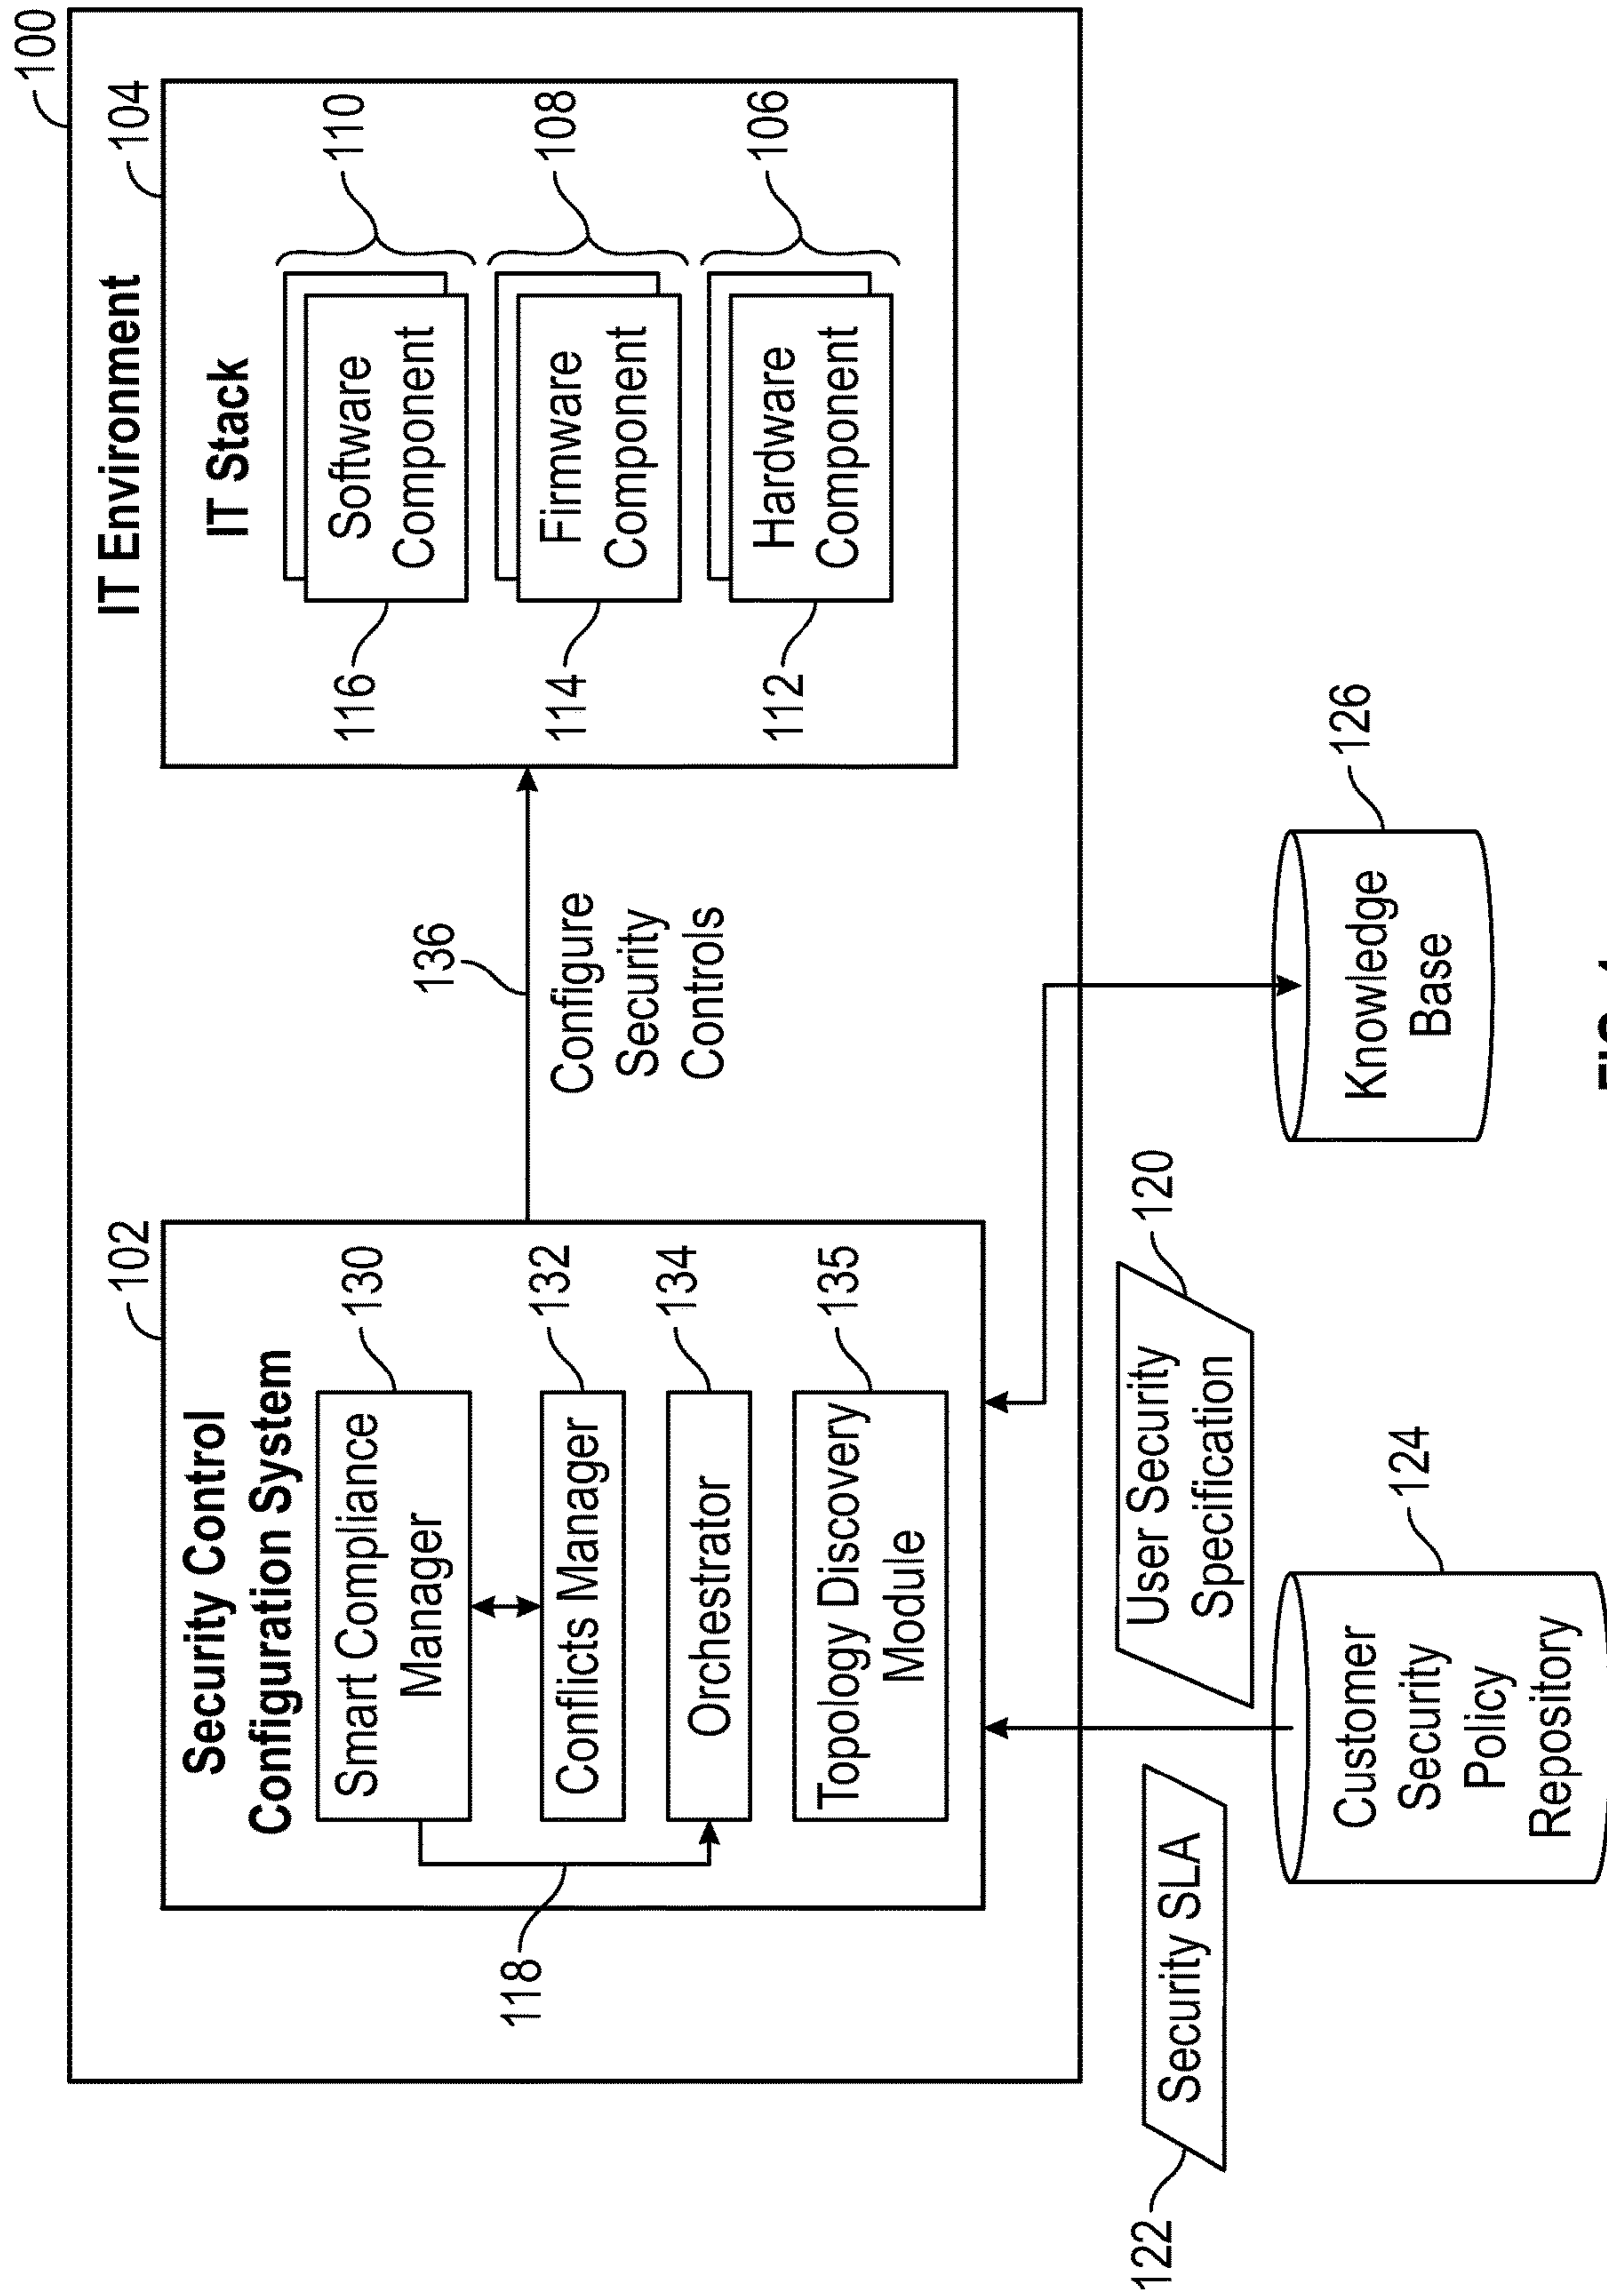 100
IT Environment
102
Security Control
Configuration System
Smart Compliance
Manager
130
Conflicts Manager
132
Orchestrator
134
Topology Discovery
Module
135
118
136
Configure
Security
Controls
104
IT Stack
Software
Component
116
110
Firmware
Component
114
108
Hardware
Component
112
106
122
Security SLA
User Security
Specification
120
Customer
Security
Policy
Repository
124
Knowledge
Base
126